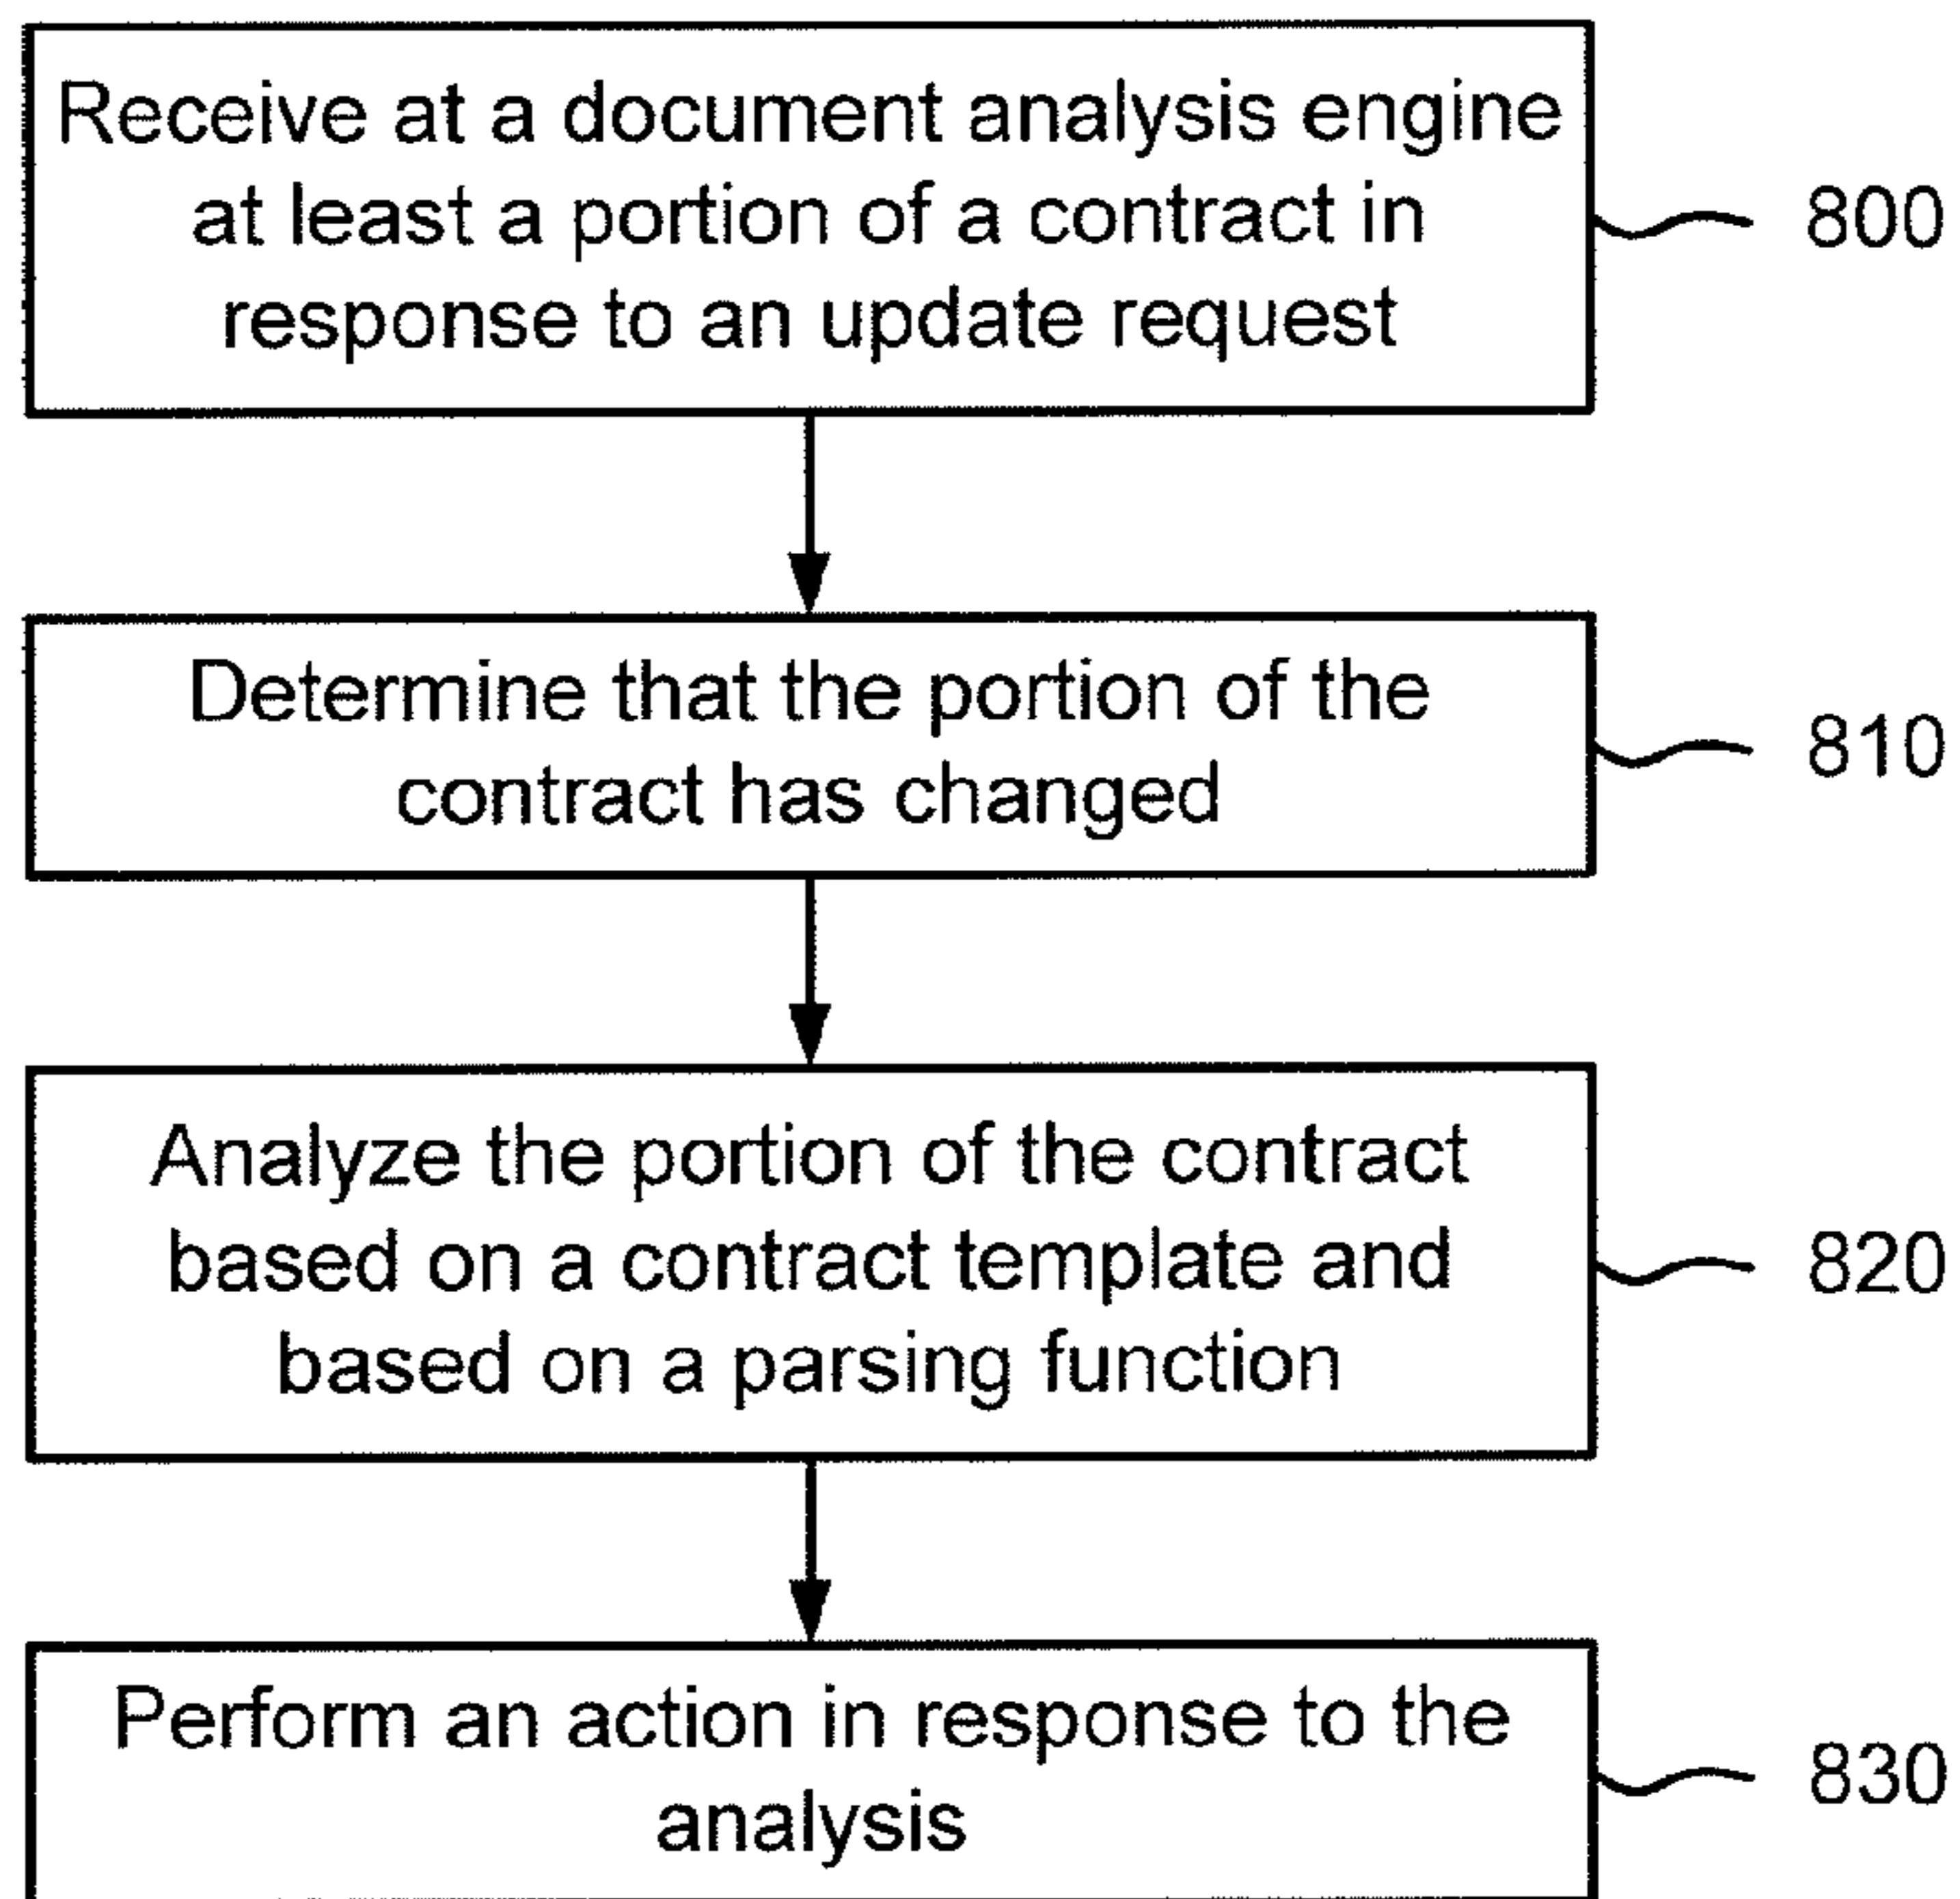 Receive at a document analysis engine
at least a portion of a contract in
response to an update request
800
Determine that the portion of the
contract has changed
810
Analyze the portion of the contract
based on a contract template and
based on a parsing function
820
Perform an action in response to the
analysis
830